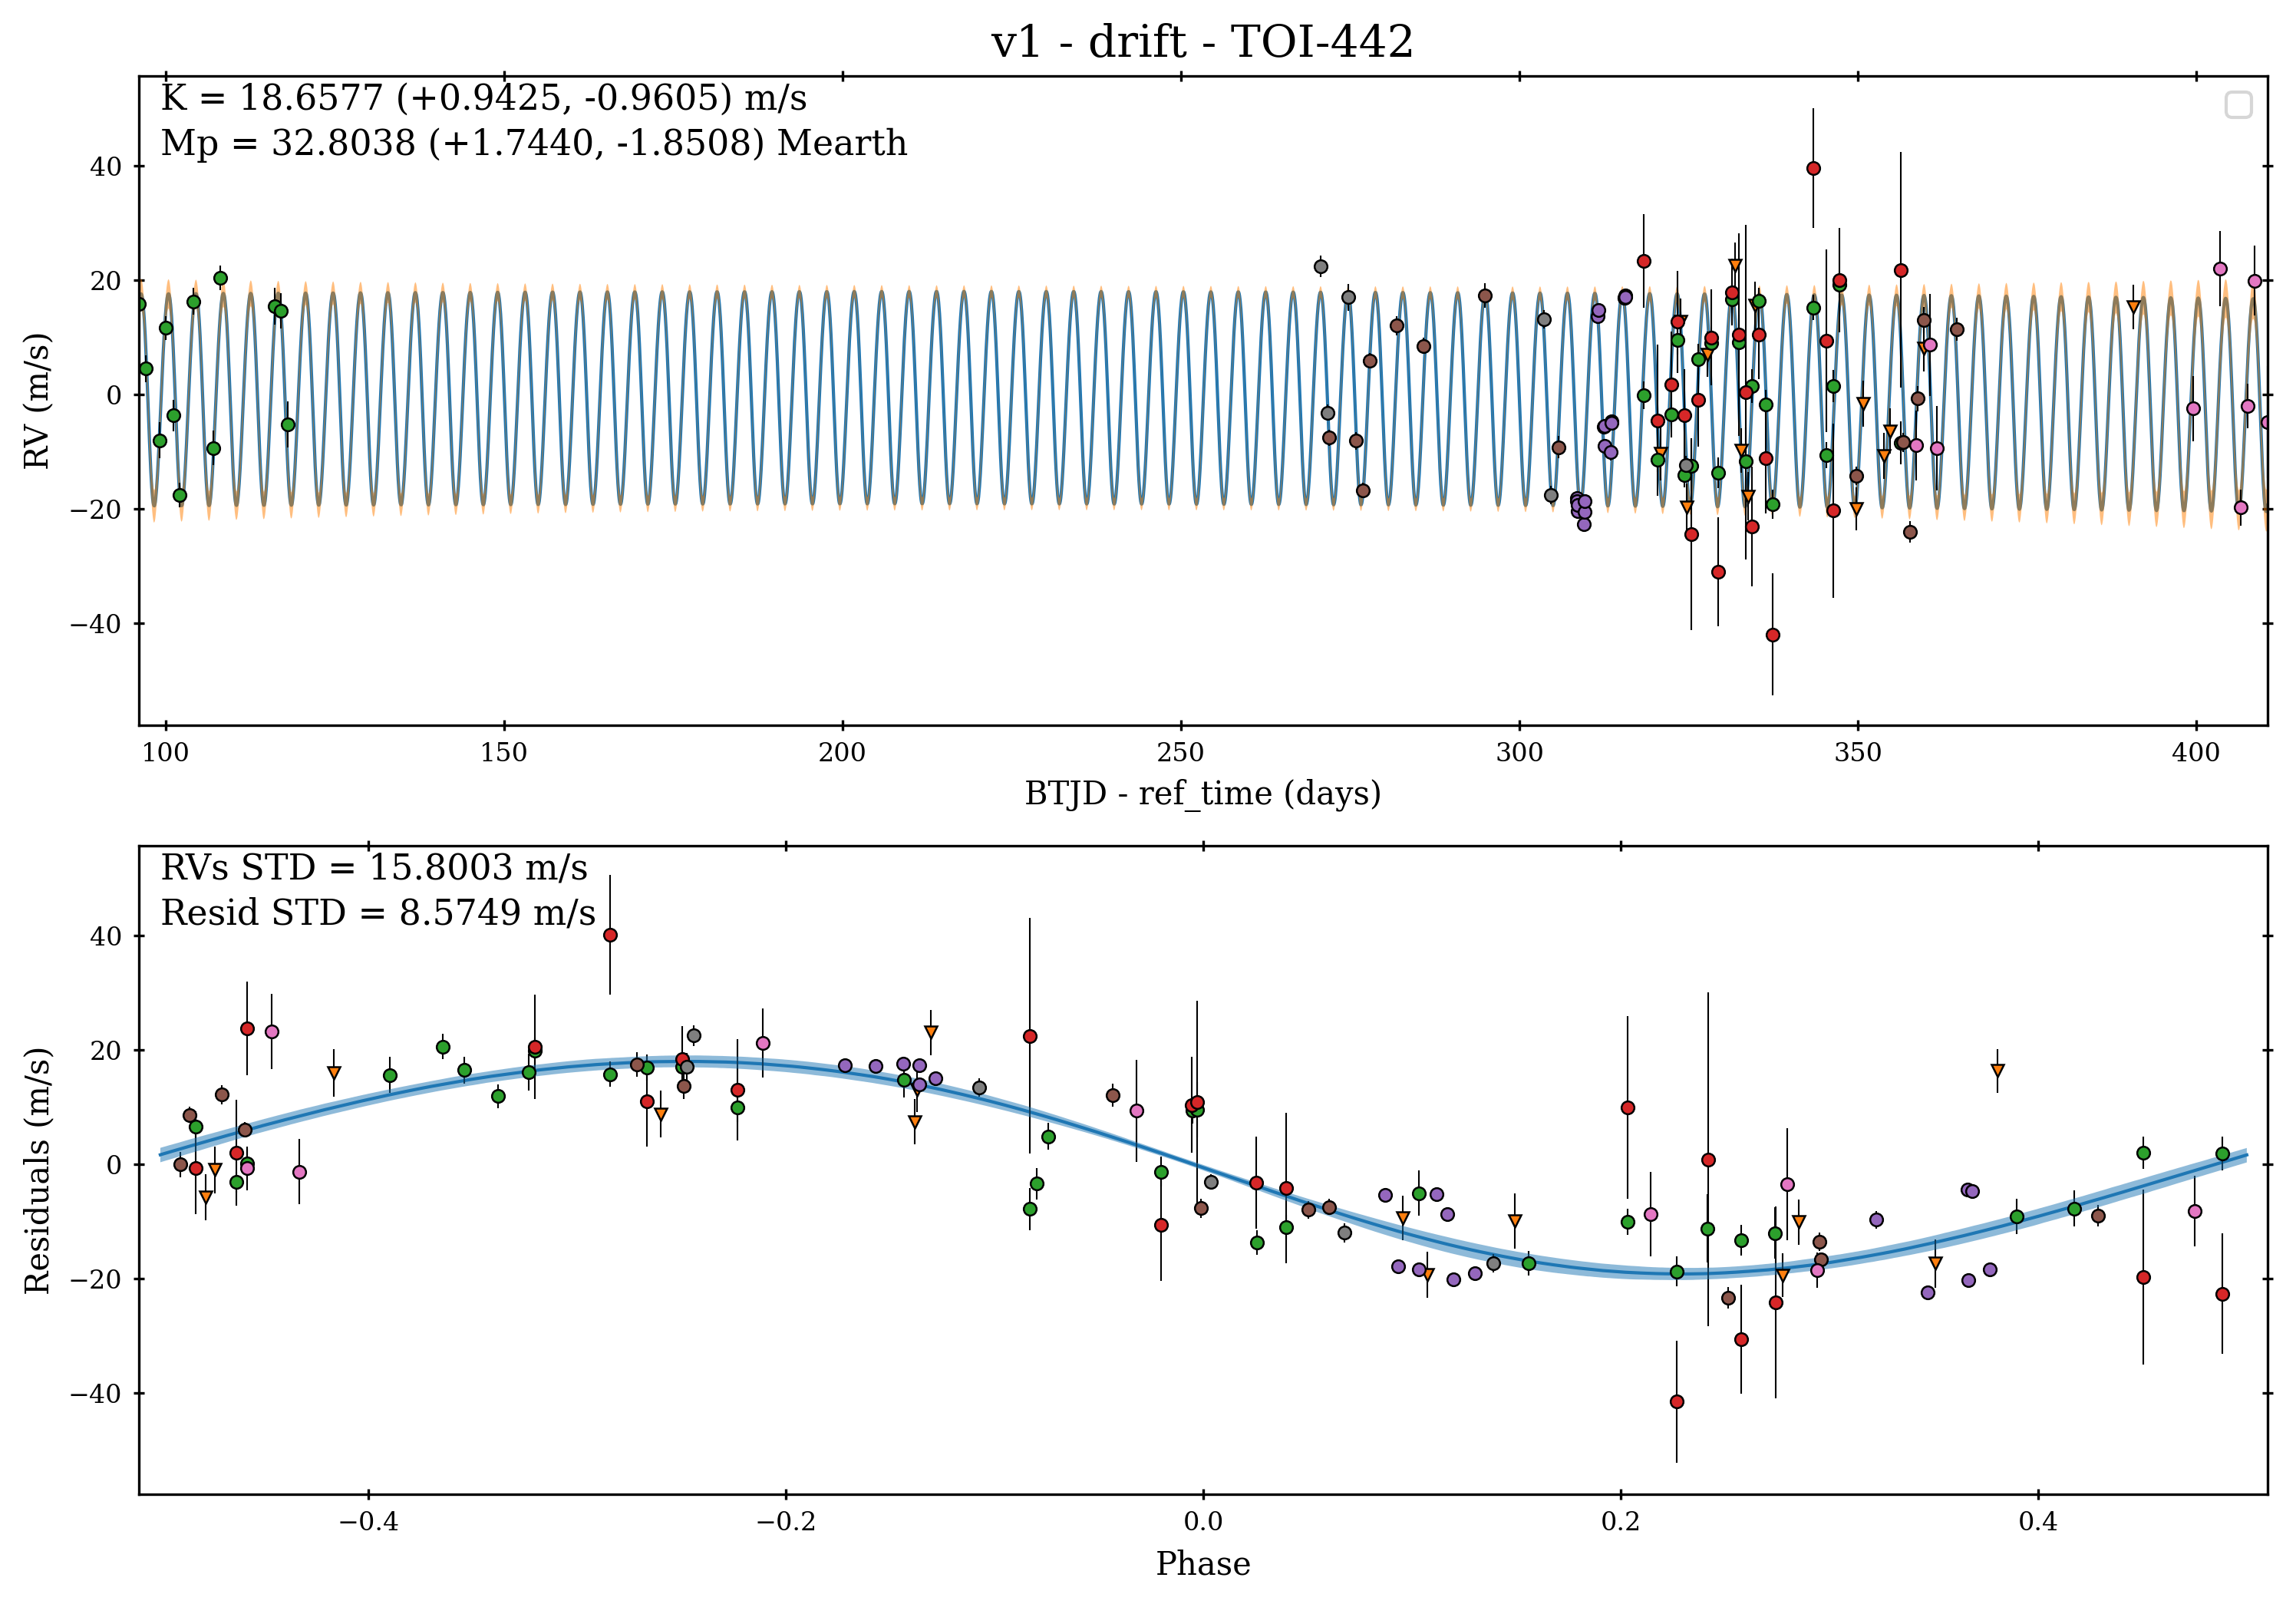 v1 - drift - TOI-442
K = 18.6577 (+0.9425, -0.9605) m/s
Mp = 32.8038 (+1.7440, -1.8508) Mearth
40
20
0
−20
−40
RV (m/s)
100 150 200 250 300 350 400
BTJD - ref_time (days)
RVs STD = 15.8003 m/s
Resid STD = 8.5749 m/s
40
20
0
−20
−40
Residuals (m/s)
−0.4 −0.2 0.0 0.2 0.4
Phase